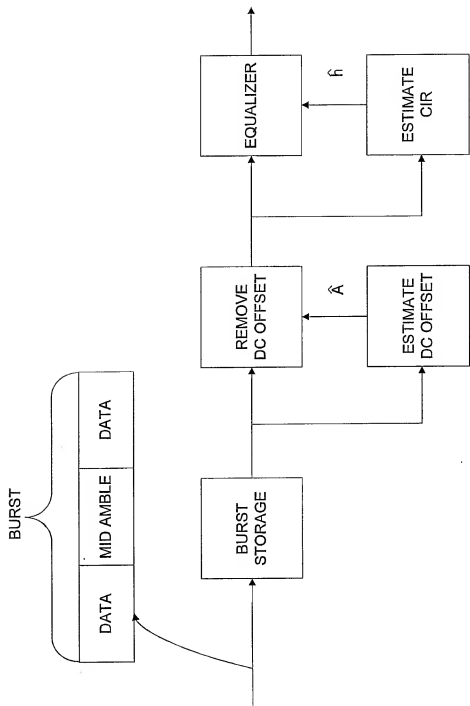 BURST
DATA
MID AMBLE
DATA
BURST
STORAGE
REMOVE
DC OFFSET
EQUALIZER
Â
ĥ
ESTIMATE
DC OFFSET
ESTIMATE
CIR